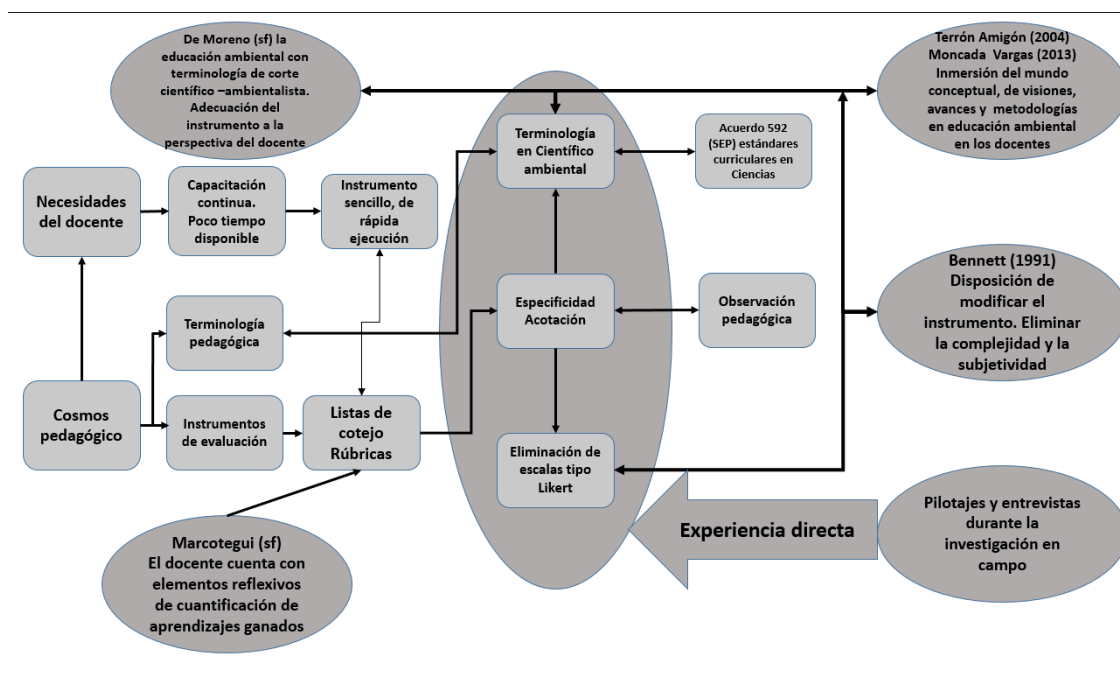 De Moreno (sf) la
educación ambiental con
terminología de corte
científico –ambientalista.
Adecuación del
instrumento a la
perspectiva del docente
Terrón Amigón (2004)
Moncada Vargas (2013)
Inmersión del mundo
conceptual, de visiones,
avances y metodologías
en educación ambiental
en los docentes
Terminología
en Científico
ambiental
Acuerdo 592
(SEP) estándares
curriculares en
Ciencias
Necesidades
del docente
Capacitación
continua.
Poco tiempo
disponible
Instrumento
sencillo, de
rápida
ejecución
Bennett (1991)
Disposición de
modificar el
instrumento. Eliminar
la complejidad y la
subjetividad
Terminología
pedagógica
Especificidad
Acotación
Observación
pedagógica
Cosmos
pedagógico
Instrumentos
de evaluación
Listas de
cotejo
Rúbricas
Eliminación de
escalas tipo
Likert
Experiencia directa
Pilotajes y entrevistas
durante la
investigación en
campo
Marcotegui (sf)
El docente cuenta con
elementos reflexivos
de cuantificación de
aprendizajes ganados